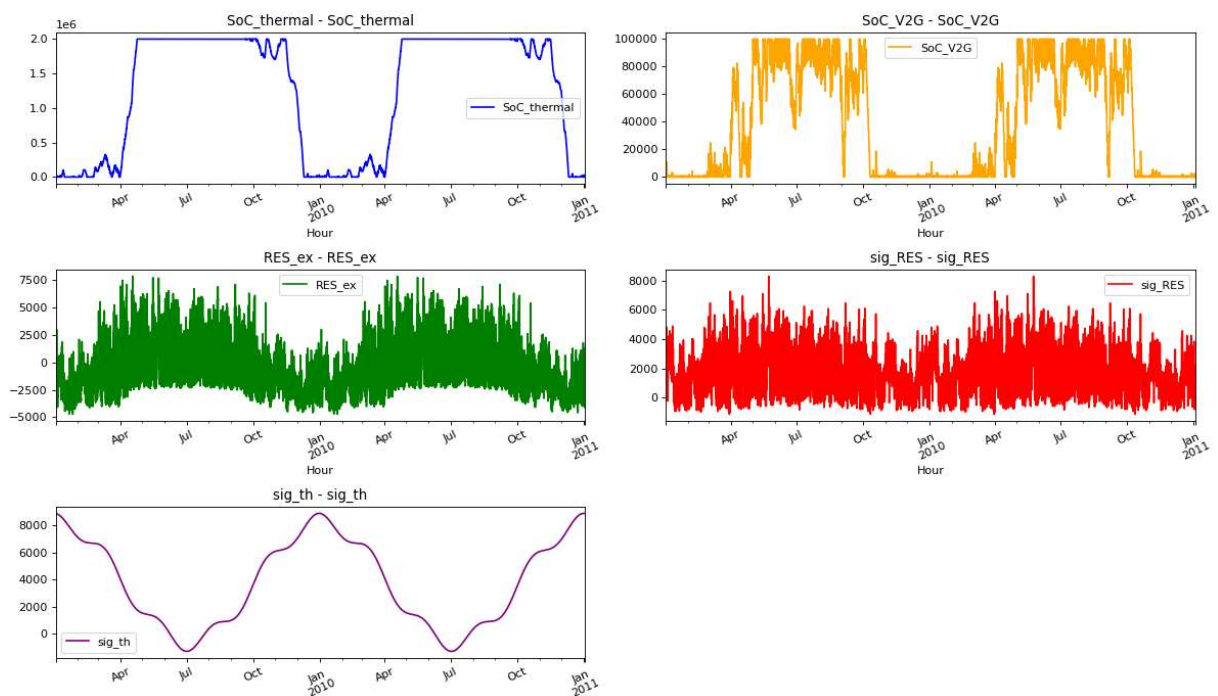 SoC_thermal - SoC_thermal
1e6
2.0
1.5
1.0
0.5
0.0
SoC_thermal
Apr
Jul
Oct
Jan
2010
Apr
Jul
Oct
Jan
2011
Hour
SoC_V2G - SoC_V2G
100000
80000
60000
40000
20000
0
SoC_V2G
Apr
Jul
Oct
Jan
2010
Apr
Jul
Oct
Jan
2011
Hour
RES_ex - RES_ex
7500
5000
2500
0
−2500
−5000
RES_ex
Apr
Jul
Oct
Jan
2010
Apr
Jul
Oct
Jan
2011
Hour
sig_RES - sig_RES
8000
6000
4000
2000
0
sig_RES
Apr
Jul
Oct
Jan
2010
Apr
Jul
Oct
Jan
2011
Hour
sig_th - sig_th
8000
6000
4000
2000
0
sig_th
Apr
Jul
Oct
Jan
2010
Apr
Jul
Oct
Jan
2011